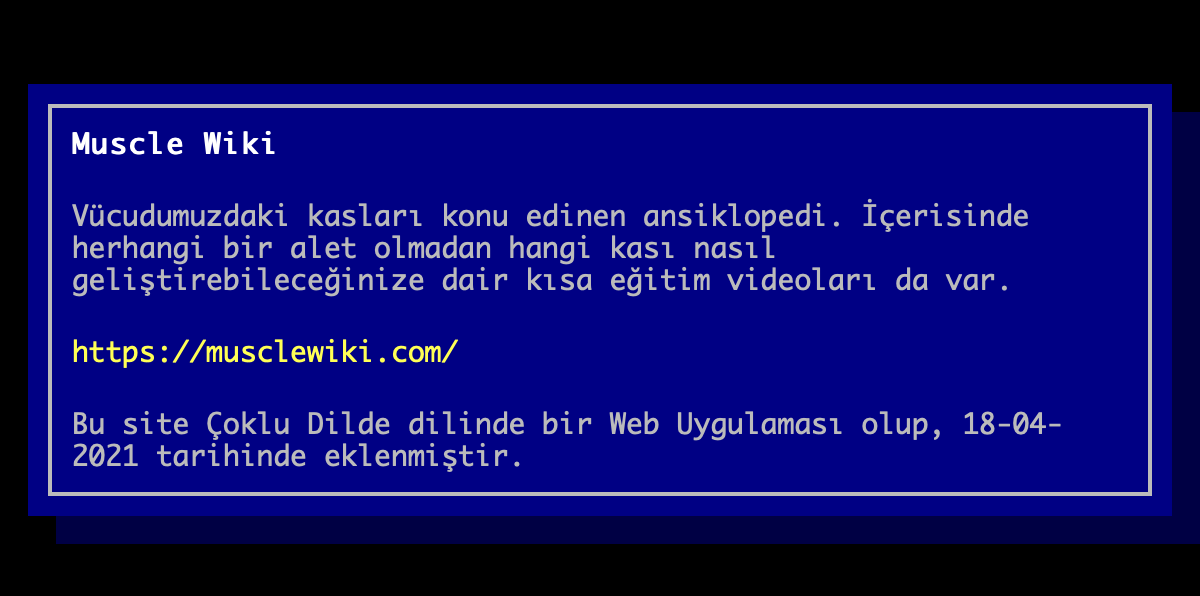 Muscle Wiki
Vücudumuzdaki kasları konu edinen ansiklopedi. İçerisinde
herhangi bir alet olmadan hangi kası nasıl
geliştirebileceğinize dair kısa eğitim videoları da var.
https://musclewiki.com/
Bu site Çoklu Dilde dilinde bir Web Uygulaması olup, 18-04-
2021 tarihinde eklenmiştir.